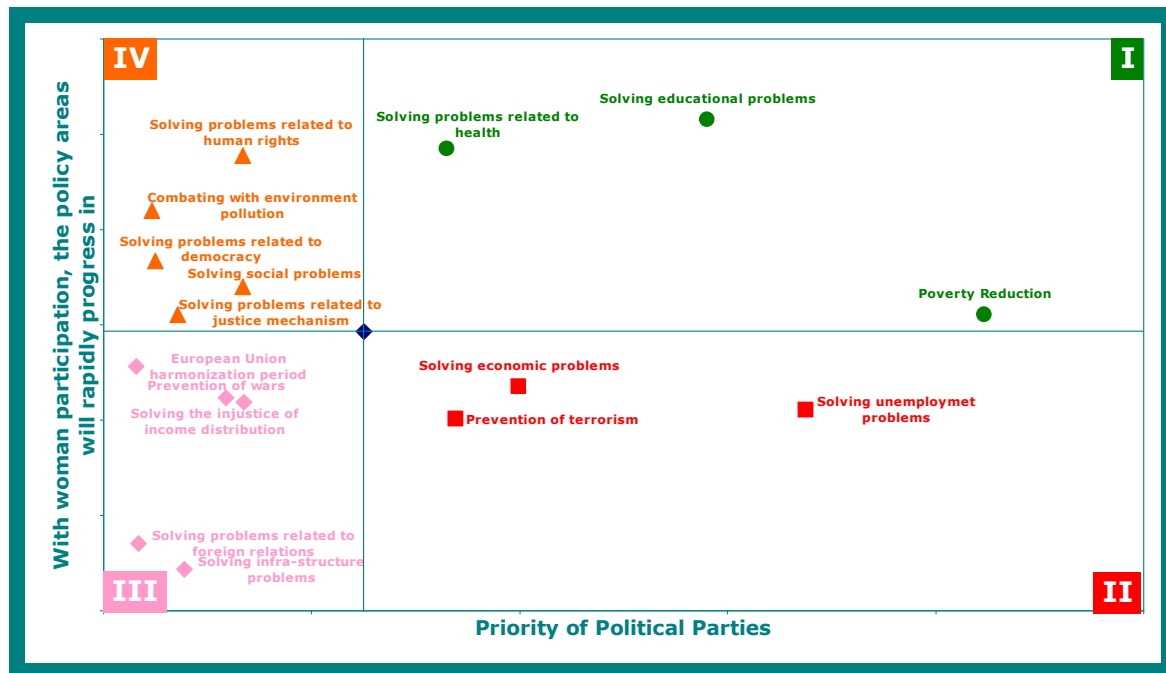 IV
I
Solving educational problems
Solving problems related to
health
Solving problems related to
human rights
Combating with environment
pollution
Solving problems related to
democracy
Solving social problems
Solving problems related to
justice mechanism
Poverty Reduction
With woman participation, the policy areas
will rapidly progress in
European Union
harmonization period
Prevention of wars
Solving the injustice of
income distribution
Solving economic problems
Prevention of terrorism
Solving unemploymet
problems
Solving problems related to
foreign relations
Solving infra-structure
problems
III
II
Priority of Political Parties